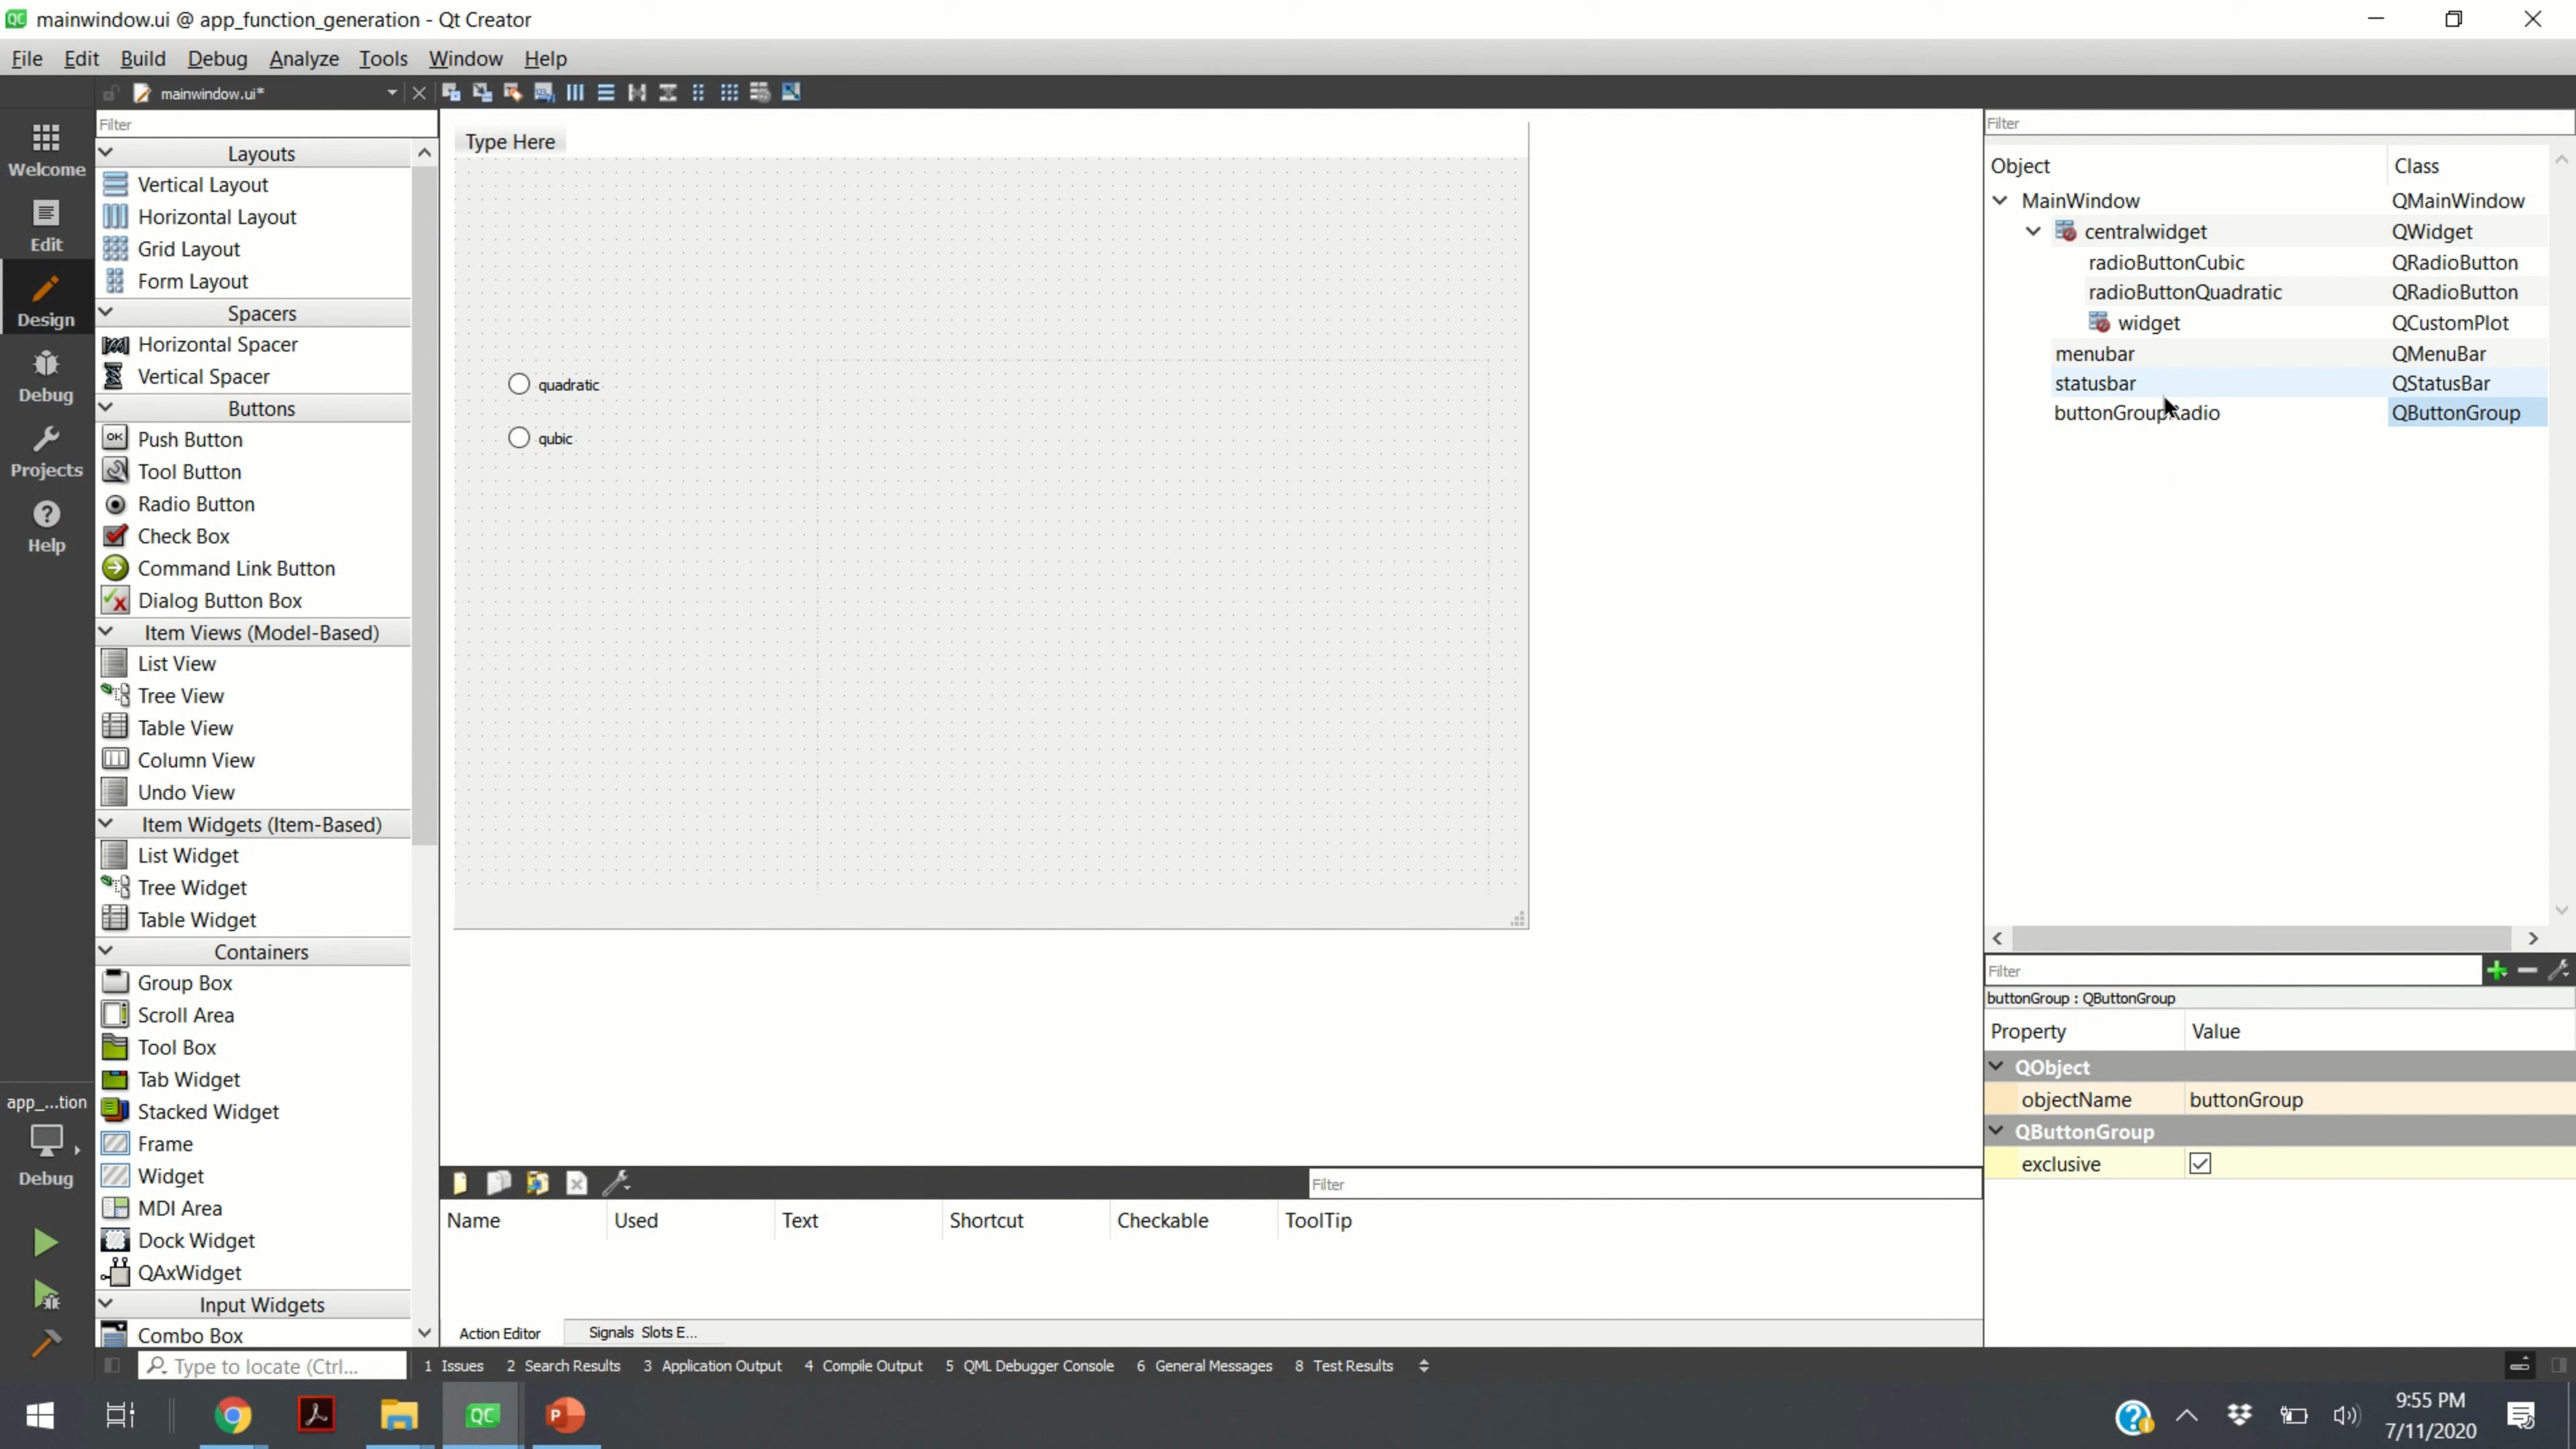 mainwindow.ui @ app_function_generation - Qt Creator
File Edit Build Debug Analyze Tools Window Help
mainwindow.ui*
Filter
Layouts
Vertical Layout
Horizontal Layout
Grid Layout
Form Layout
Spacers
Horizontal Spacer
Vertical Spacer
Buttons
Push Button
Tool Button
Radio Button
Check Box
Command Link Button
Dialog Button Box
Item Views (Model-Based)
List View
Tree View
Table View
Column View
Undo View
Item Widgets (Item-Based)
List Widget
Tree Widget
Table Widget
Containers
Group Box
Scroll Area
Tool Box
Tab Widget
Stacked Widget
Frame
Widget
MDI Area
Dock Widget
QAxWidget
Input Widgets
Combo Box
Welcome
Edit
Design
Debug
Projects
Help
app_...tion
Debug
Type Here
quadratic
qubic
Filter
Object Class
MainWindow QMainWindow
centralwidget QWidget
radioButtonCubic QRadioButton
radioButtonQuadratic QRadioButton
widget QCustomPlot
menubar QMenuBar
statusbar QStatusBar
buttonGroupRadio QButtonGroup
Filter
buttonGroup : QButtonGroup
Property Value
QObject
objectName buttonGroup
QButtonGroup
exclusive
Filter
Name Used Text Shortcut Checkable ToolTip
Action Editor Signals Slots E...
Type to locate (Ctrl... 1 Issues 2 Search Results 3 Application Output 4 Compile Output 5 QML Debugger Console 6 General Messages 8 Test Results
9:55 PM
7/11/2020